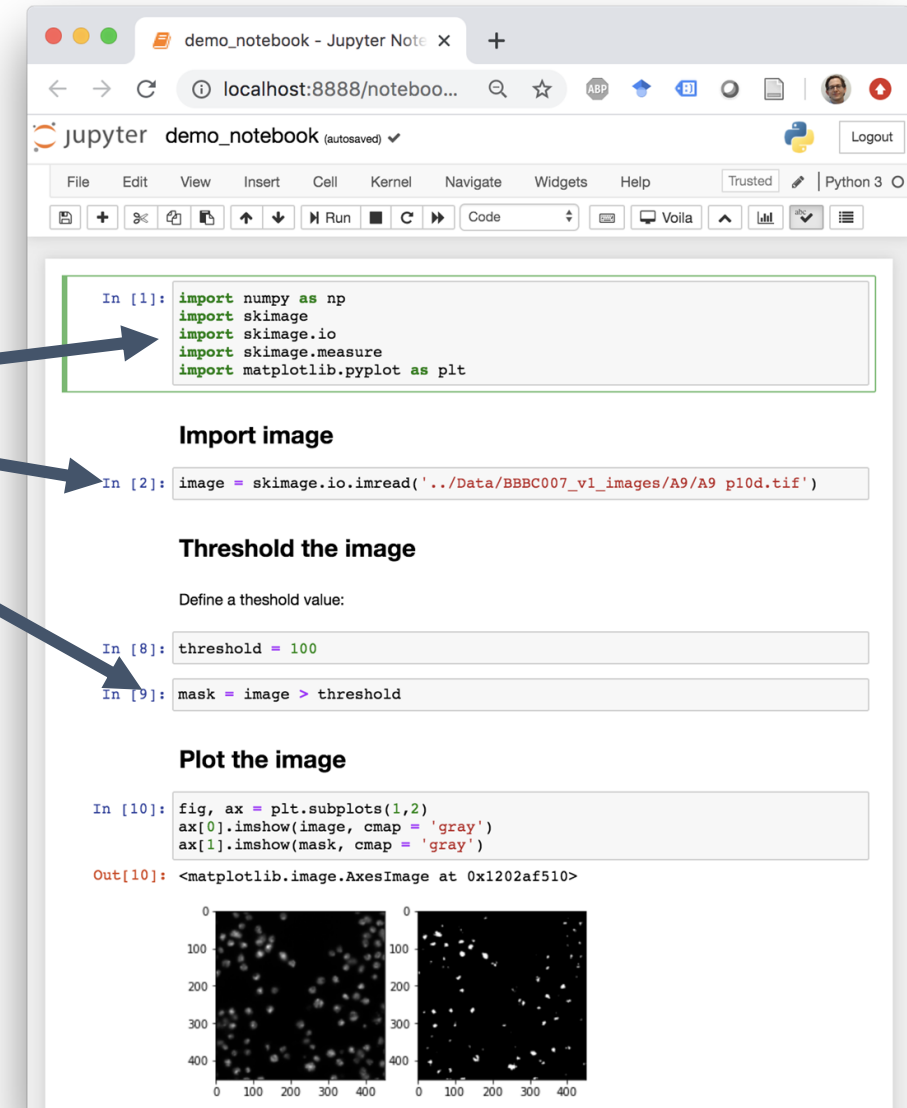 demo_notebook - Jupyter Note
localhost:8888/noteboo...
ABP
jupyter demo_notebook (autosaved)
Logout
File Edit View Insert Cell Kernel Navigate Widgets Help Trusted Python 3
Run Code Voila
abc
In [1]: import numpy as np
import skimage
import skimage.io
import skimage.measure
import matplotlib.pyplot as plt
Import image
In [2]: image = skimage.io.imread('../Data/BBBC007_v1_images/A9/A9 p10d.tif')
Threshold the image
Define a theshold value:
In [8]: threshold = 100
In [9]: mask = image > threshold
Plot the image
In [10]: fig, ax = plt.subplots(1,2)
ax[0].imshow(image, cmap = 'gray')
ax[1].imshow(mask, cmap = 'gray')
Out[10]: <matplotlib.image.AxesImage at 0x1202af510>
0 0
100 100
200 200
300 300
400 400
0 100 200 300 400 0 100 200 300 400